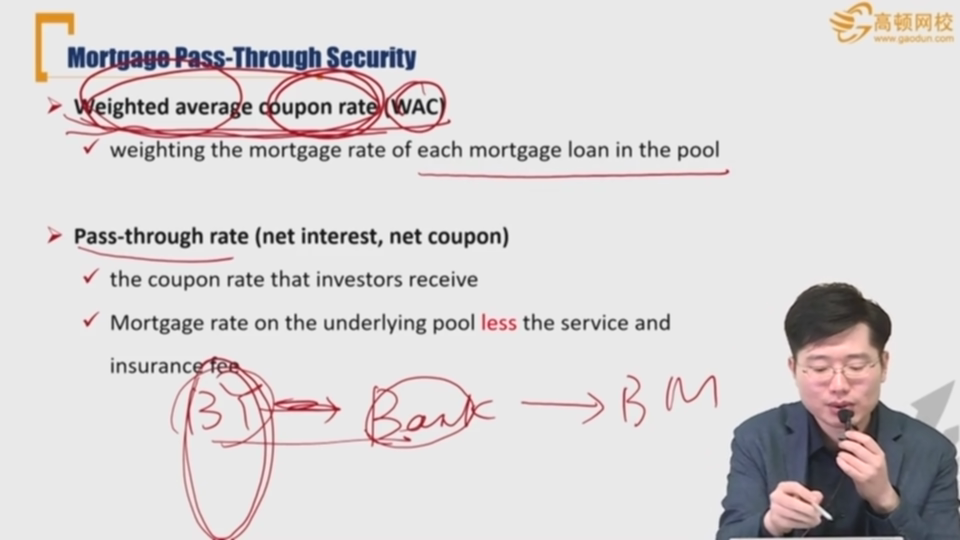 高顿网校
www.gaodun.com
Mortgage Pass-Through Security
Weighted average coupon rate (WAC)
weighting the mortgage rate of each mortgage loan in the pool
Pass-through rate (net interest, net coupon)
the coupon rate that investors receive
Mortgage rate on the underlying pool less the service and
insurance fee
Bank → B M